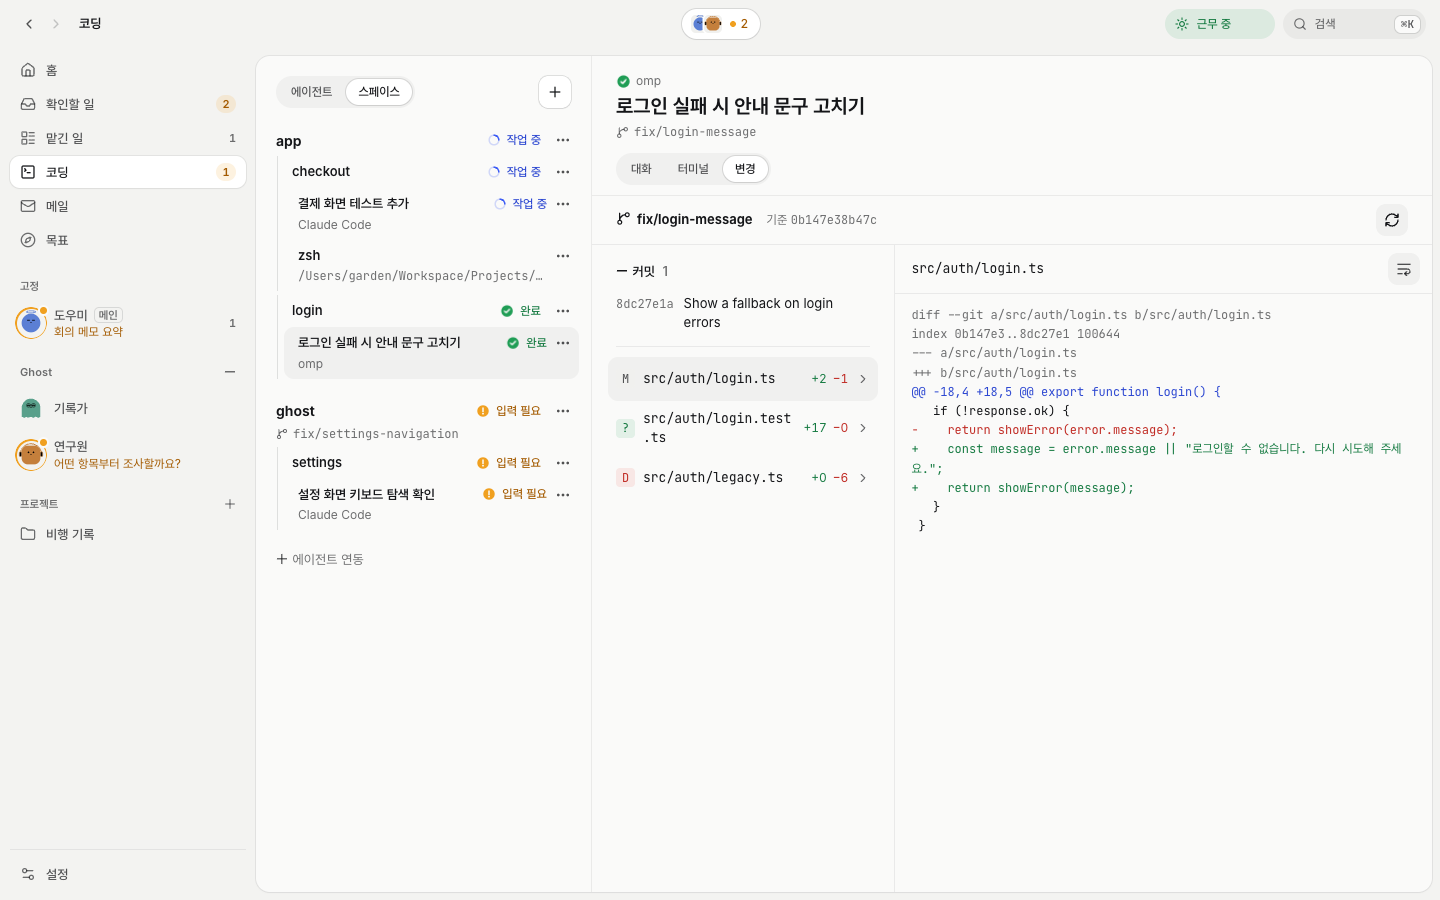 코딩
2
근무 중
검색
⌘K
홈
확인할 일
2
맡긴 일
1
코딩
1
메일
목표
고정
도우미 메인
회의 메모 요약
1
Ghost
기록가
연구원
어떤 항목부터 조사할까요?
프로젝트
비행 기록
설정
에이전트
스페이스
app
작업 중
checkout
작업 중
결제 화면 테스트 추가
작업 중
Claude Code
zsh
/Users/garden/Workspace/Projects/…
login
완료
로그인 실패 시 안내 문구 고치기
완료
omp
ghost
입력 필요
fix/settings-navigation
settings
입력 필요
설정 화면 키보드 탐색 확인
입력 필요
Claude Code
에이전트 연동
omp
로그인 실패 시 안내 문구 고치기
fix/login-message
대화
터미널
변경
fix/login-message
기준 0b147e38b47c
커밋 1
8dc27e1a
Show a fallback on login
errors
M src/auth/login.ts +2 −1
? src/auth/login.test
.ts
+17 −0
D src/auth/legacy.ts +0 −6
src/auth/login.ts
diff --git a/src/auth/login.ts b/src/auth/login.ts
index 0b147e3..8dc27e1 100644
--- a/src/auth/login.ts
+++ b/src/auth/login.ts
@@ -18,4 +18,5 @@ export function login() {
if (!response.ok) {
- return showError(error.message);
+ const message = error.message || "로그인할 수 없습니다. 다시 시도해 주세
요.";
+ return showError(message);
}
}